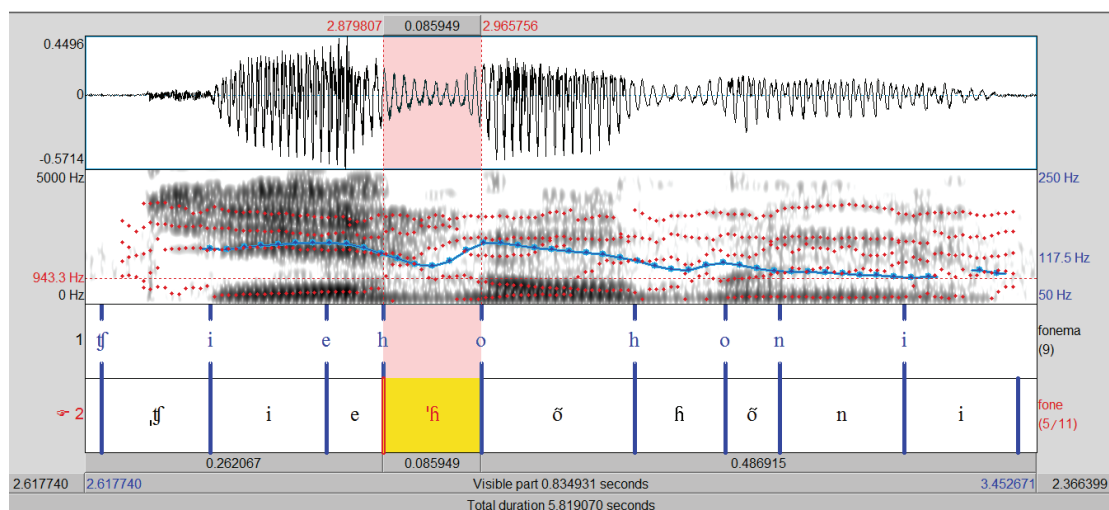 2.879807 0.085949 2.965756
0.4496
0
-0.5714
5000 Hz 250 Hz
943.3 Hz 117.5 Hz
0 Hz 50 Hz
1 ʧ i e h o h o n i fonema (9)
☞ 2 ˌʧ i e ˈɦ õ ɦ õ n i fone (5/11)
0.262067 0.085949 0.486915
2.617740 2.617740 Visible part 0.834931 seconds 3.452671 2.366399
Total duration 5.819070 seconds